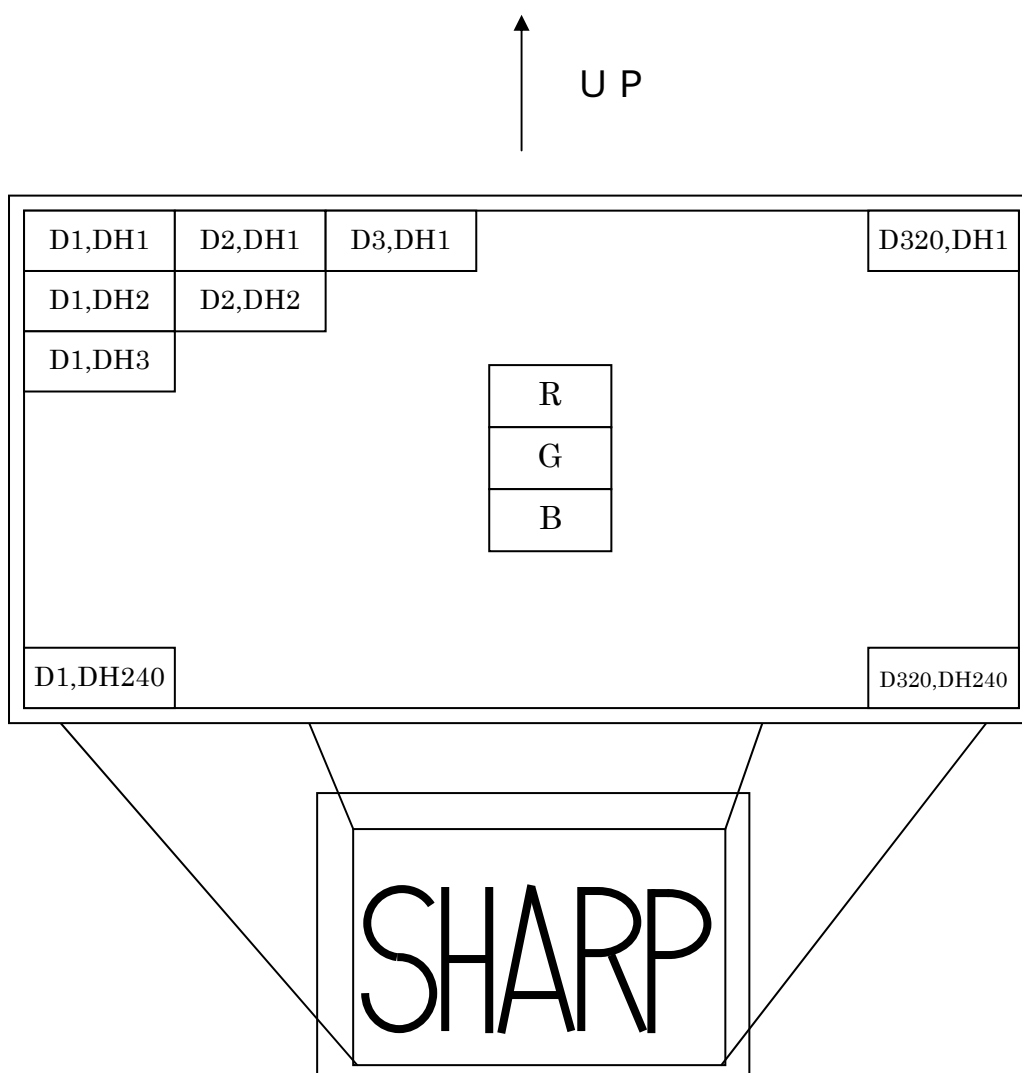 U P
D1,DH1 D2,DH1 D3,DH1 D320,DH1
D1,DH2 D2,DH2
D1,DH3
R
G
B
D1,DH240 D320,DH240
SHARP